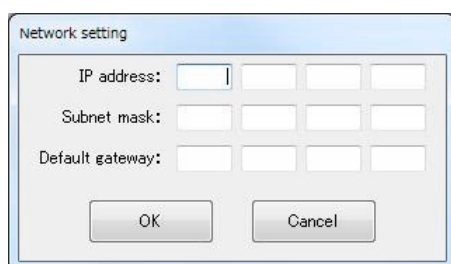 Network setting
IP address:
Subnet mask:
Default gateway:
OK Cancel